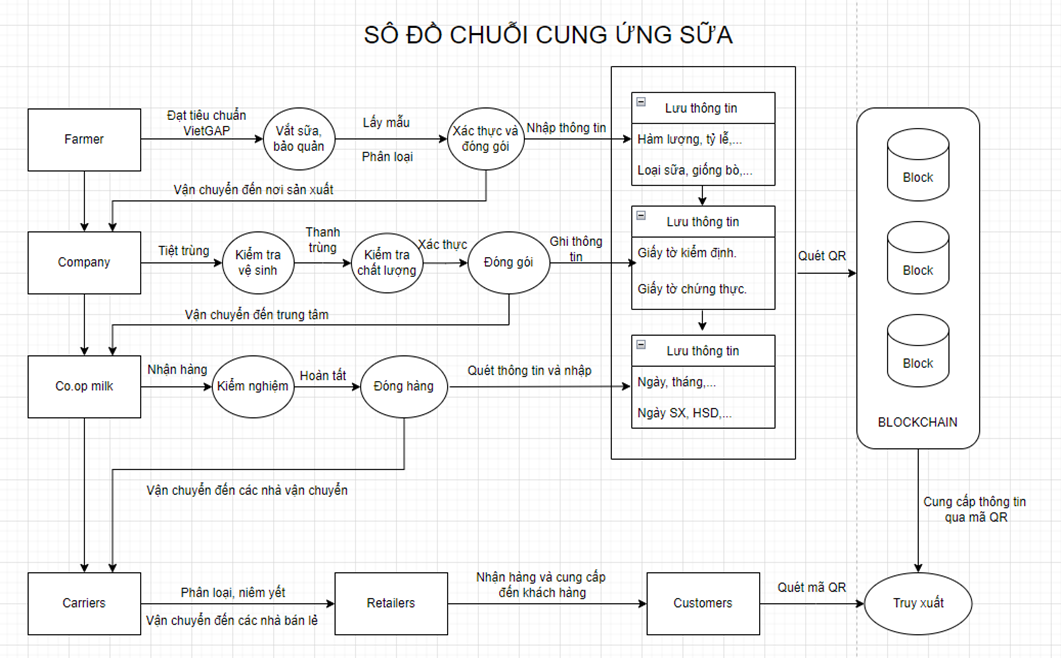 SÔ ĐỒ CHUỖI CUNG ỨNG SỮA
Farmer
Đạt tiêu chuẩn
VietGAP
Vắt sữa,
bảo quản
Lấy mẫu
Phân loại
Xác thực và
đóng gói
Nhập thông tin
Lưu thông tin
Hàm lượng, tỷ lễ,...
Loại sữa, giống bò,...
Vận chuyển đến nơi sản xuất
Company
Tiệt trùng
Kiểm tra
vệ sinh
Thanh
trùng
Kiểm tra
chất lượng
Xác thực
Đóng gói
Ghi thông
tin
Lưu thông tin
Giấy tờ kiểm định.
Giấy tờ chứng thực.
Quét QR
Block
Block
Block
BLOCKCHAIN
Vận chuyển đến trung tâm
Co.op milk
Nhận hàng
Kiểm nghiệm
Hoàn tất
Đóng hàng
Quét thông tin và nhập
Lưu thông tin
Ngày, tháng,...
Ngày SX, HSD,...
Vận chuyển đến các nhà vận chuyển
Cung cấp thông tin
qua mã QR
Carriers
Phân loại, niêm yết
Vận chuyển đến các nhà bán lẻ
Retailers
Nhận hàng và cung cấp
đến khách hàng
Customers
Quét mã QR
Truy xuất